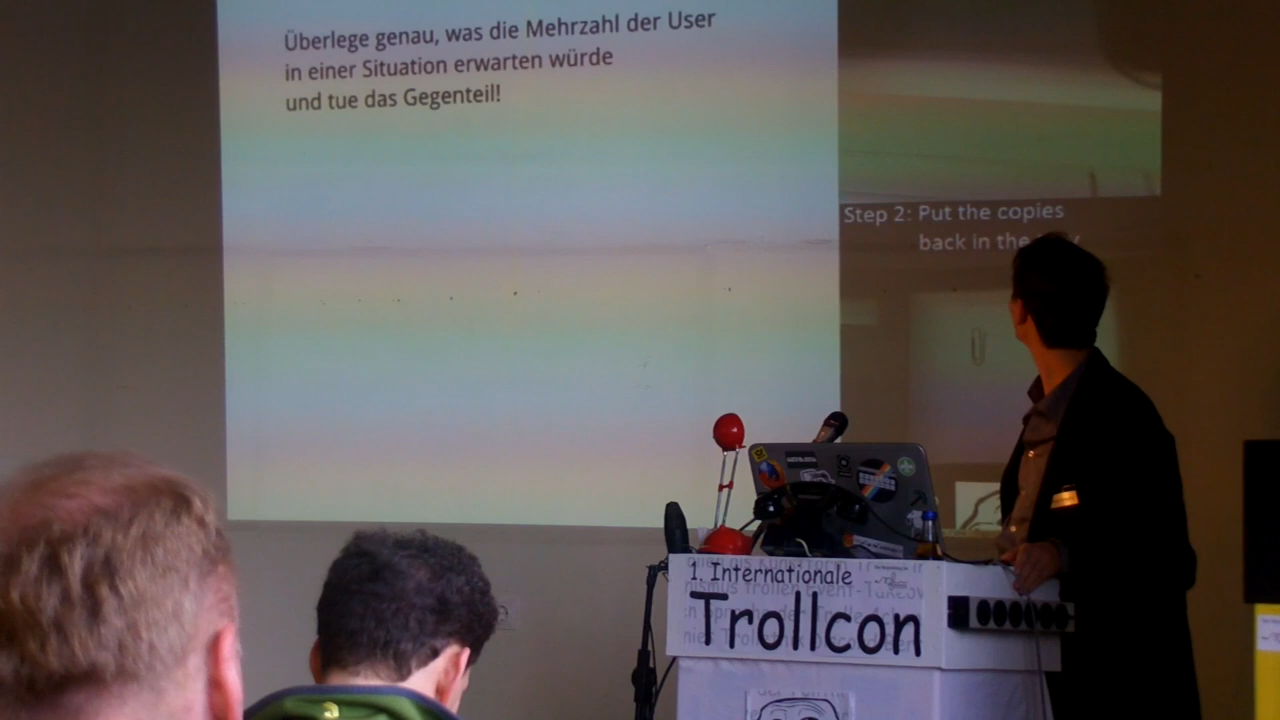 Überlege genau, was die Mehrzahl der User
in einer Situation erwarten würde
und tue das Gegenteil!
Step 2: Put the copies
back in the
1. Internationale
Trollcon